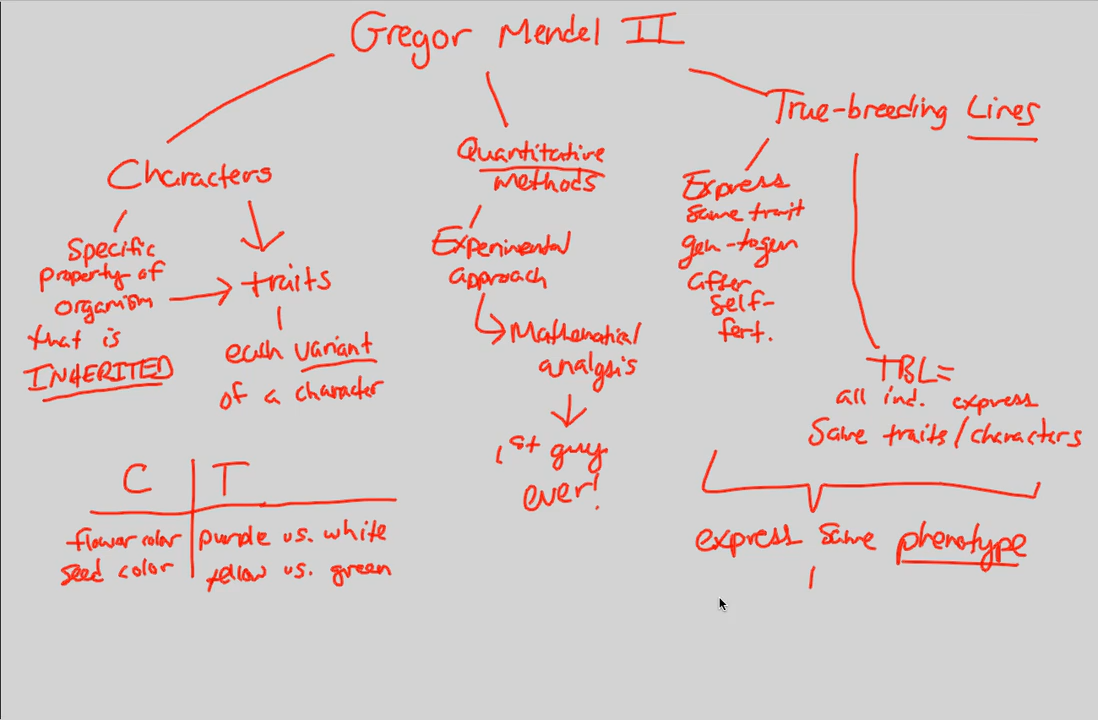 Gregor Mendel II
Characters
Specific
property of
organism
that is
INHERITED
traits
each variant
of a character
C T
flower color purple vs. white
seed color yellow vs. green
Quantitative
methods
Experimental
approach
Mathematical
analysis
1st guy
ever!
True-breeding Lines
Express
same trait
gen-to-gen
after
self-
fert.
TBL=
all ind. express
Same traits/characters
express same phenotype